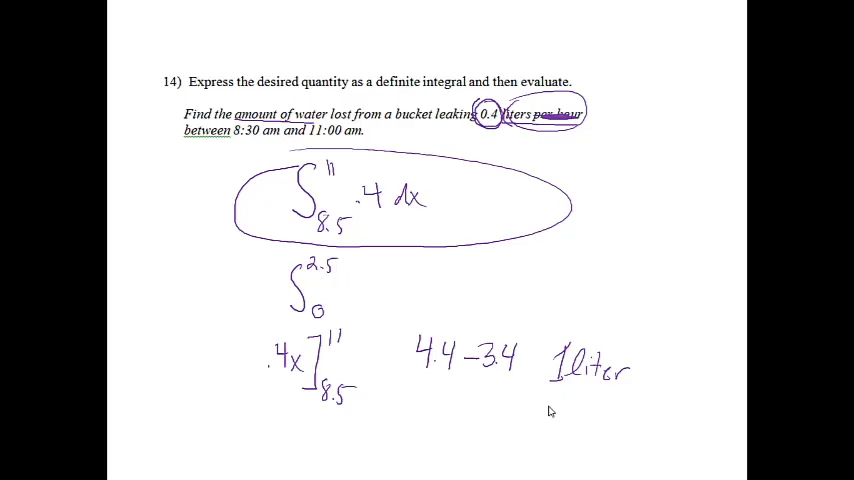 14) Express the desired quantity as a definite integral and then evaluate.
Find the amount of water lost from a bucket leaking 0.4 liters per hour
between 8:30 am and 11:00 am.
∫ 11 8.5 .4 dx
∫ 2.5 0
.4x ] 11 8.5 4.4 - 3.4 1 liter